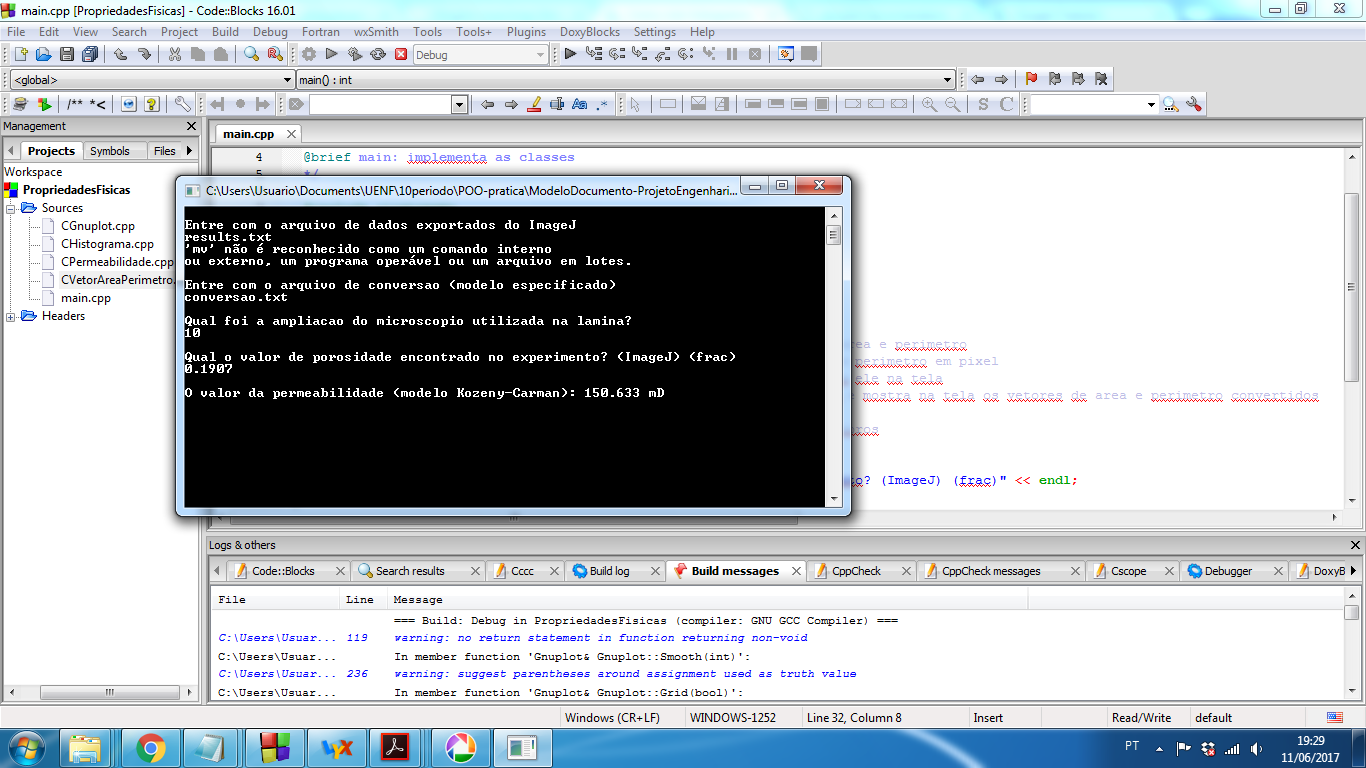 main.cpp [PropriedadesFisicas] - Code::Blocks 16.01
File Edit View Search Project Build Debug Fortran wxSmith Tools Tools+ Plugins DoxyBlocks Settings Help
Debug
<global> main() : int
/** *<
Aa .*
S C
Management
Projects Symbols Files
Workspace
PropriedadesFisicas
Sources
CGnuplot.cpp
CHistograma.cpp
CPermeabilidade.cpp
CVetorAreaPerimetro.
main.cpp
Headers
main.cpp
4 @brief main: implementa as classes
5 */
C:\Users\Usuario\Documents\UENF\10periodo\POO-pratica\ModeloDocumento-ProjetoEngenhari...
Entre com o arquivo de dados exportados do ImageJ
results.txt
'mv' não é reconhecido como um comando interno
ou externo, um programa operável ou um arquivo em lotes.
Entre com o arquivo de conversao (modelo especificado)
conversao.txt
Qual foi a ampliacao do microscopio utilizada na lamina?
10
Qual o valor de porosidade encontrado no experimento? (ImageJ) (frac)
0.1907
O valor da permeabilidade (modelo Kozeny-Carman): 150.633 mD
ea e perimetro
perimetro em pixel
ele na tela
mostra na tela os vetores de area e perimetro convertidos
ros
to? (ImageJ) (frac)" << endl;
Logs & others
Code::Blocks Search results Cccc Build log Build messages CppCheck CppCheck messages Cscope Debugger DoxyB
File Line Message
=== Build: Debug in PropriedadesFisicas (compiler: GNU GCC Compiler) ===
C:\Users\Usuar... 119 warning: no return statement in function returning non-void
C:\Users\Usuar... In member function 'Gnuplot& Gnuplot::Smooth(int)':
C:\Users\Usuar... 236 warning: suggest parentheses around assignment used as truth value
C:\Users\Usuar... In member function 'Gnuplot& Gnuplot::Grid(bool)':
Windows (CR+LF) WINDOWS-1252 Line 32, Column 8 Insert Read/Write default
PT 19:29
11/06/2017